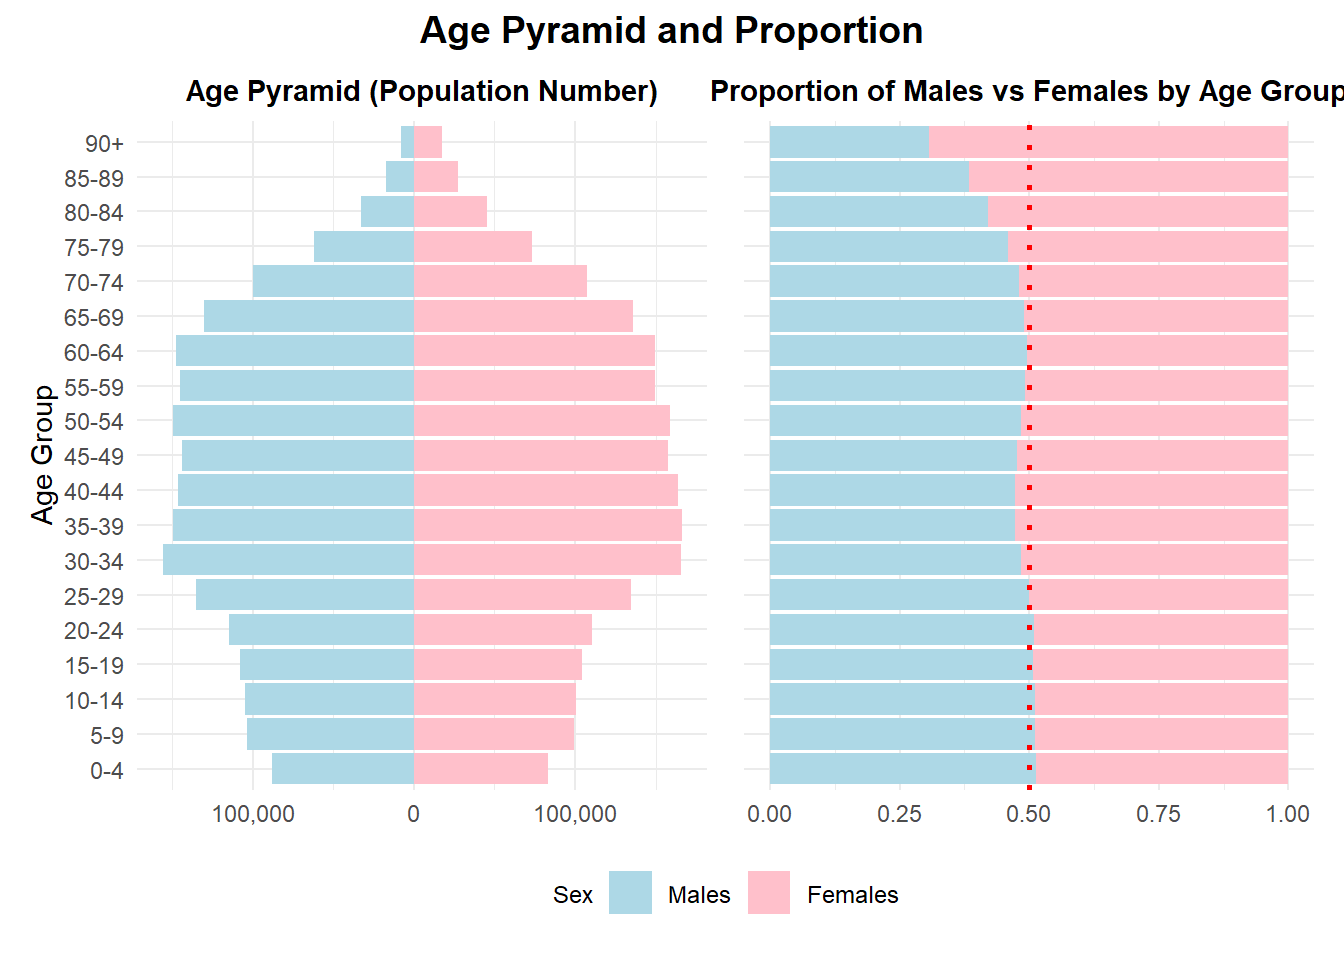 Age Pyramid and Proportion
Age Pyramid (Population Number)
Proportion of Males vs Females by Age Group
Age Group
90+
85-89
80-84
75-79
70-74
65-69
60-64
55-59
50-54
45-49
40-44
35-39
30-34
25-29
20-24
15-19
10-14
5-9
0-4
100,000 0 100,000
0.00 0.25 0.50 0.75 1.00
Sex Males Females